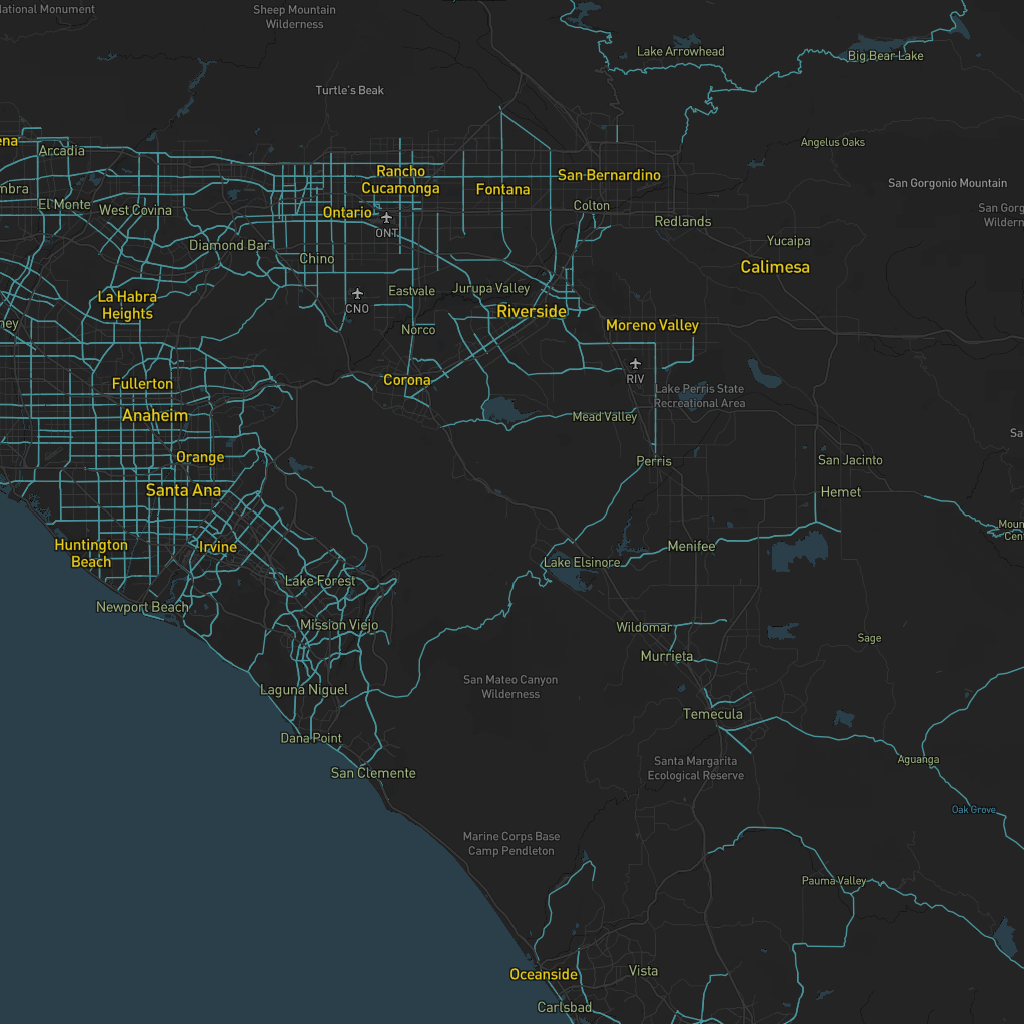 National Monument
Sheep Mountain
Wilderness
Lake Arrowhead
Big Bear Lake
Turtle's Beak
ena
Arcadia
Angelus Oaks
Rancho
Cucamonga
San Bernardino
Fontana
San Gorgonio Mountain
mbra
El Monte
West Covina
Ontario
Colton
San Gorg
Wildern
Redlands
ONT
Diamond Bar
Yucaipa
Chino
Calimesa
Eastvale
Jurupa Valley
La Habra
Heights
CNO
Riverside
ney
Norco
Moreno Valley
Fullerton
Corona
RIV
Lake Perris State
Recreational Area
Anaheim
Mead Valley
Sa
Orange
Perris
San Jacinto
Santa Ana
Hemet
Moun
Cen
Huntington
Beach
Irvine
Menifee
Lake Elsinore
Lake Forest
Newport Beach
Mission Viejo
Wildomar
Sage
Murrieta
San Mateo Canyon
Wilderness
Laguna Niguel
Temecula
Dana Point
Santa Margarita
Ecological Reserve
Aguanga
San Clemente
Oak Grove
Marine Corps Base
Camp Pendleton
Pauma Valley
Oceanside
Vista
Carlsbad